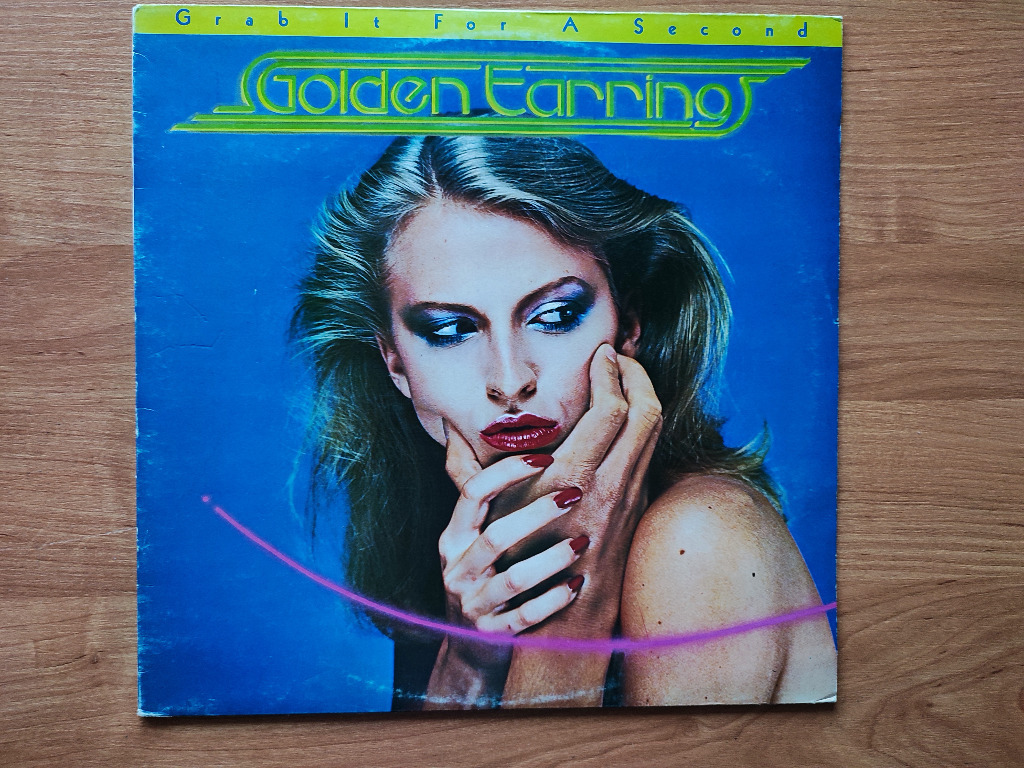 Grab It For A Second
Golden Earring